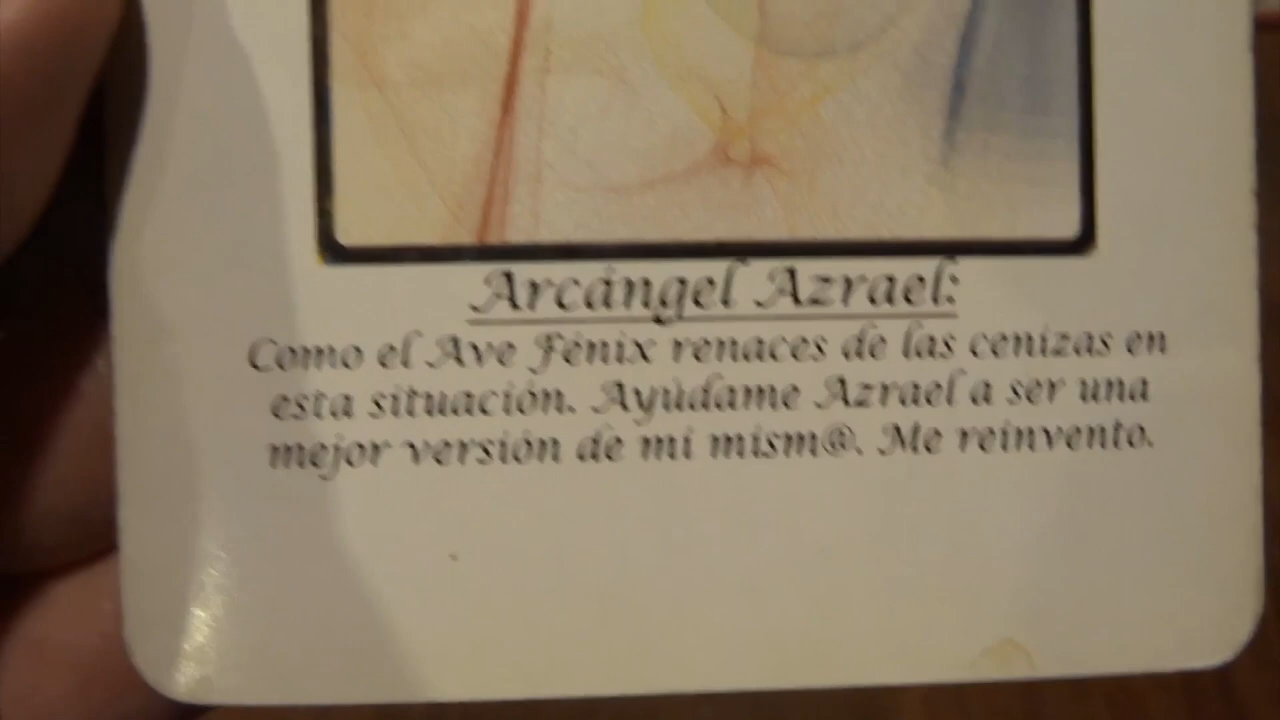 Arcángel Azrael:
Como el Ave Fénix renaces de las cenizas en
esta situación. Ayúdame Azrael a ser una
mejor versión de mi mism@. Me reinvento.